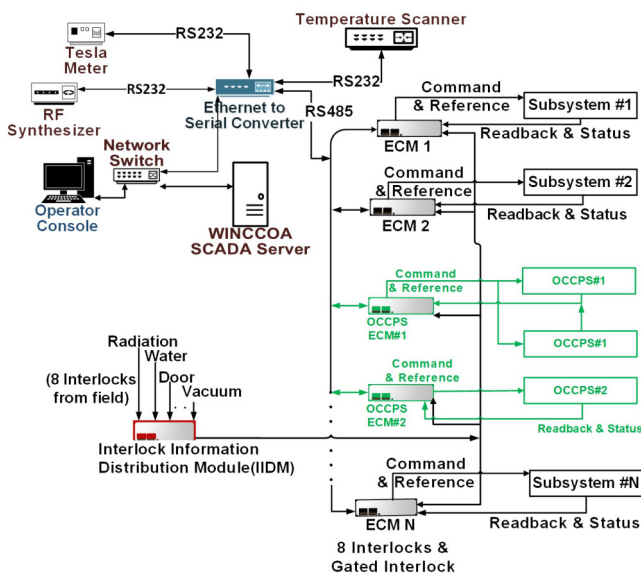 Temperature Scanner
RS232
Tesla
Meter
RS232
RS232
RF
Synthesizer
Ethernet to
Serial Converter
RS485
Network
Switch
Operator
Console
WINCCOA
SCADA Server
Command
& Reference
Subsystem #1
Readback & Status
ECM 1
Command
& Reference
Subsystem #2
Readback & Status
ECM 2
Command
& Reference
OCCPS#1
OCCPS
ECM#1
OCCPS#1
Command
& Reference
OCCPS#2
OCCPS
ECM#2
Readback & Status
Radiation
Water
(8 Interlocks
from field)
Door
Vacuum
Interlock Information
Distribution Module(IIDM)
Command
& Reference
Subsystem #N
Readback & Status
ECM N
8 Interlocks &
Gated Interlock